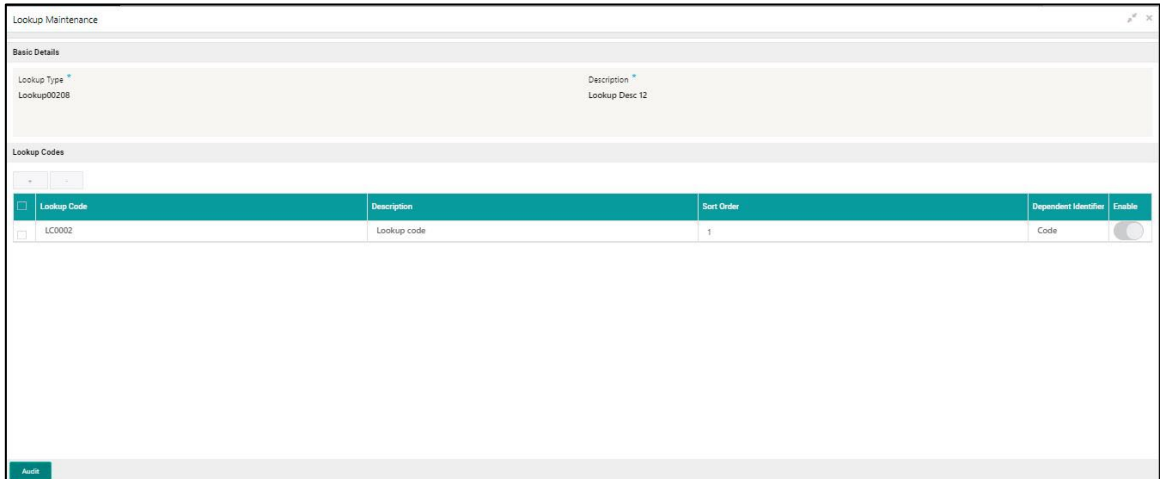 Lookup Maintenance
Basic Details
Lookup Type * Description *
Lookup00208 Lookup Desc 12
Lookup Codes
+ -
Lookup Code Description Sort Order Dependent Identifier Enable
LC0002 Lookup code 1 Code
Audit